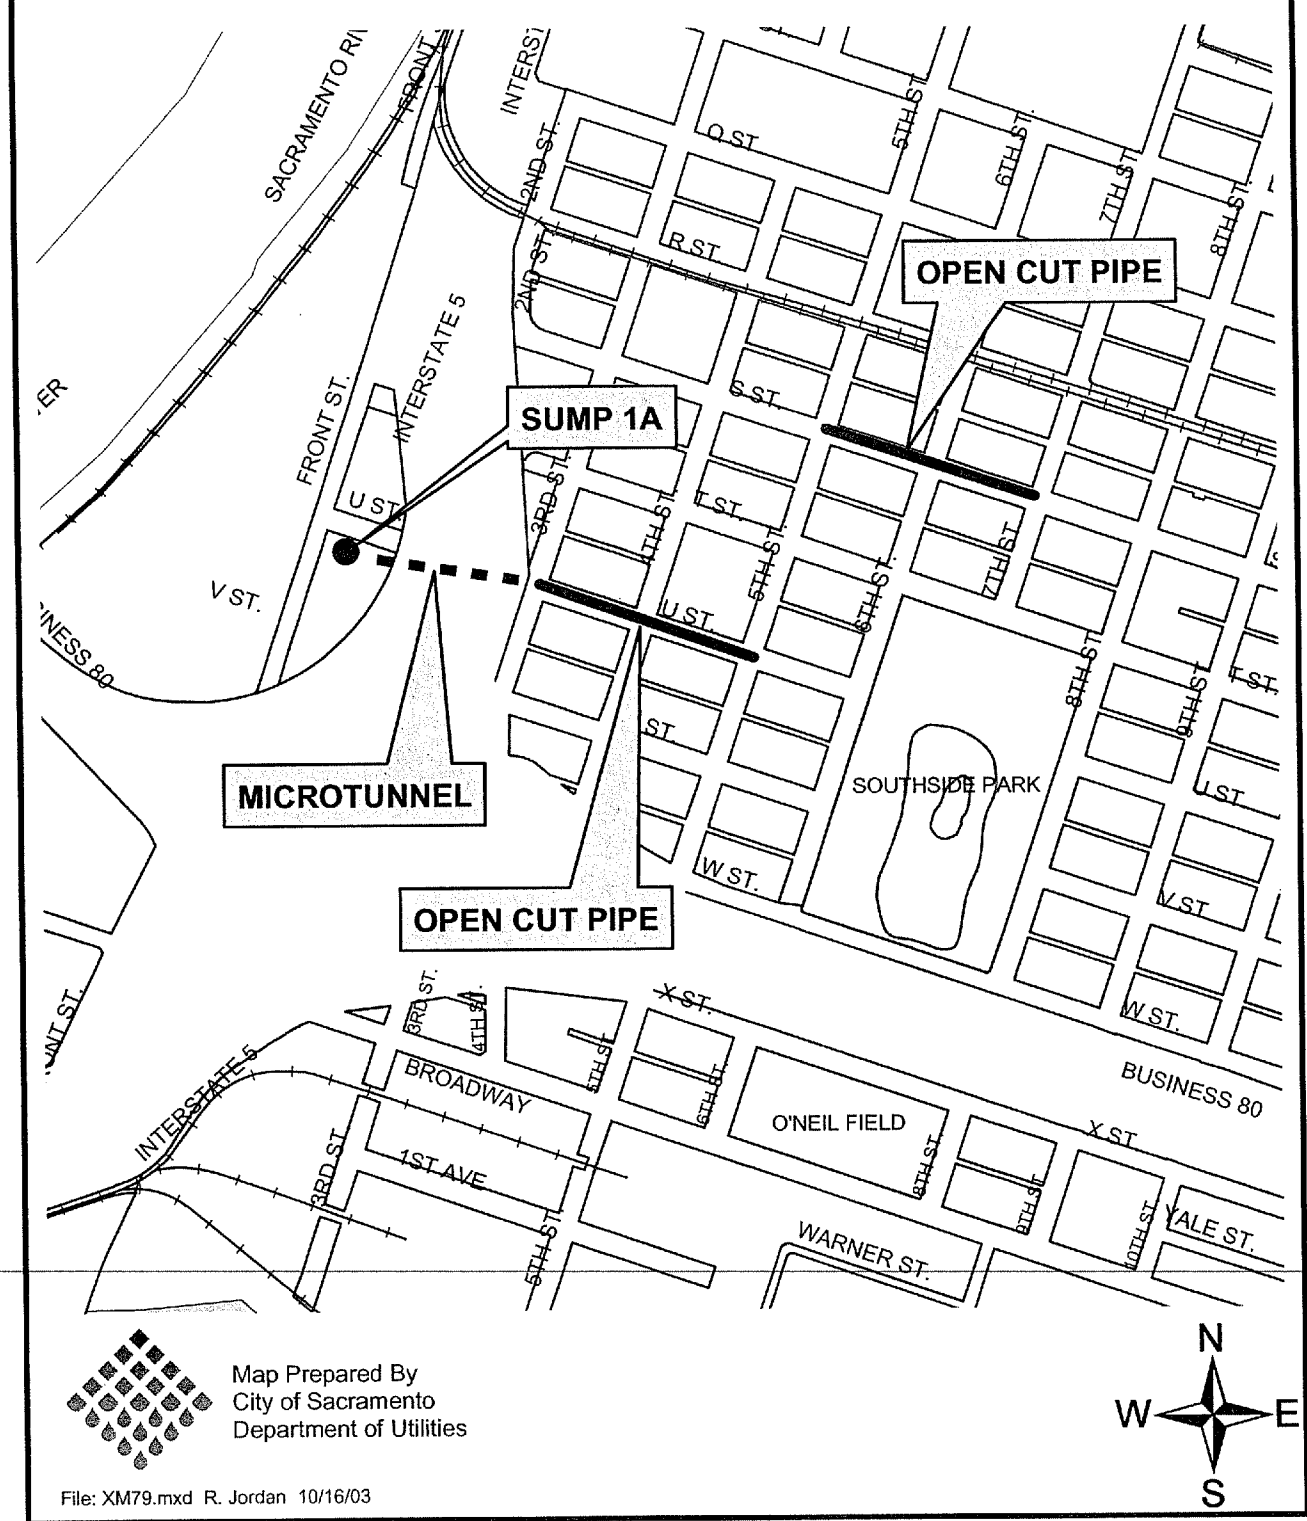 SACRAMENTO RIV
FRONT
INTERST
5TH ST.
6TH ST.
7TH ST.
8TH ST.
2ND ST.
Q ST
R ST
2ND ST.
OPEN CUT PIPE
INTERSTATE 5
FRONT ST.
S ST.
SUMP 1A
U ST.
3RD ST.
4TH ST.
T ST.
5TH ST.
6TH ST.
7TH ST
V ST.
U ST.
8TH ST.
9TH ST.
T ST.
INESS 80
ST.
SOUTHSIDE PARK
U ST
MICROTUNNEL
W ST.
V ST
OPEN CUT PIPE
3RD ST.
4TH ST.
X ST.
W ST.
ONT ST.
5TH ST.
6TH ST.
BROADWAY
INTERSTATE 5
O'NEIL FIELD
BUSINESS 80
X ST
3RD ST
1ST AVE
8TH ST.
9TH ST.
10TH ST.
YALE ST.
5TH ST.
WARNER ST.
Map Prepared By
City of Sacramento
Department of Utilities
File: XM79.mxd R. Jordan 10/16/03
N
W E
S